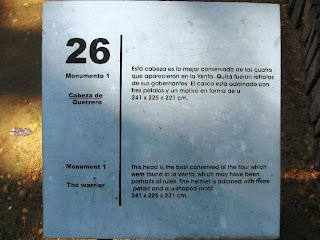 26
Monumento 1
Cabeza de
Guerrero
Esta cabeza es la mejor conservada de las cuatro
que aparecieron en la Venta. Quizá fueron retratos
de sus gobernantes. El casco está adornado con
tres pétalos y un motivo en forma de u
241 x 225 x 221 cm.
Monument 1
The warrior
This head is the best conserved of the four which
were found in la venta, which may have been
portraits of rules. The helmet is adorned with three
petals and a u-shaped motif
241 x 225 x 221 cm.